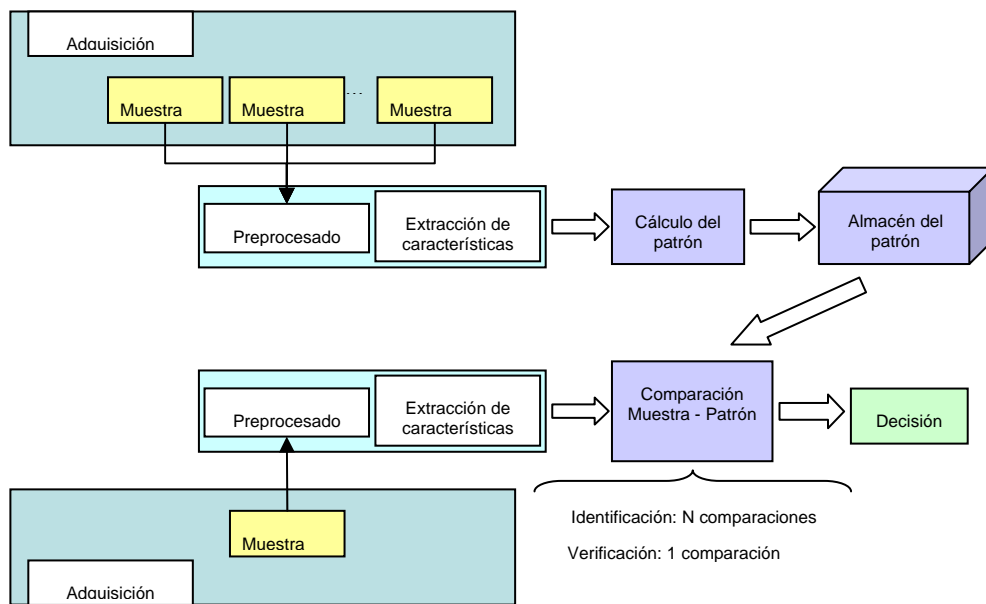 Adquisición
Muestra
Muestra
...
Muestra
Preprocesado
Extracción de
características
Cálculo del
patrón
Almacén del
patrón
Preprocesado
Extracción de
características
Comparación
Muestra - Patrón
Decisión
Muestra
Adquisición
Identificación: N comparaciones
Verificación: 1 comparación